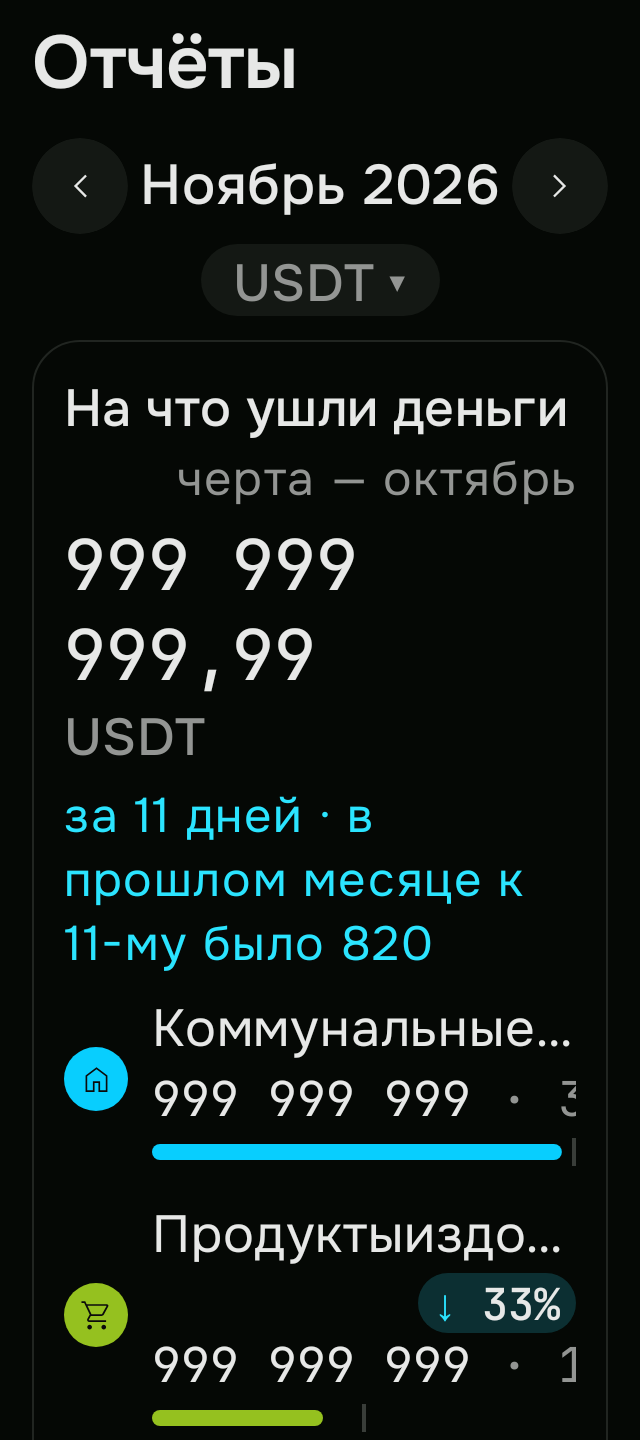 Отчёты
Ноябрь 2026
USDT ▾
На что ушли деньги
черта — октябрь
999 999
999,99
USDT
за 11 дней · в
прошлом месяце к
11-му было 820
Коммунальные...
999 999 999 ·
Продуктыиздо...
↓ 33%
999 999 999 · 1